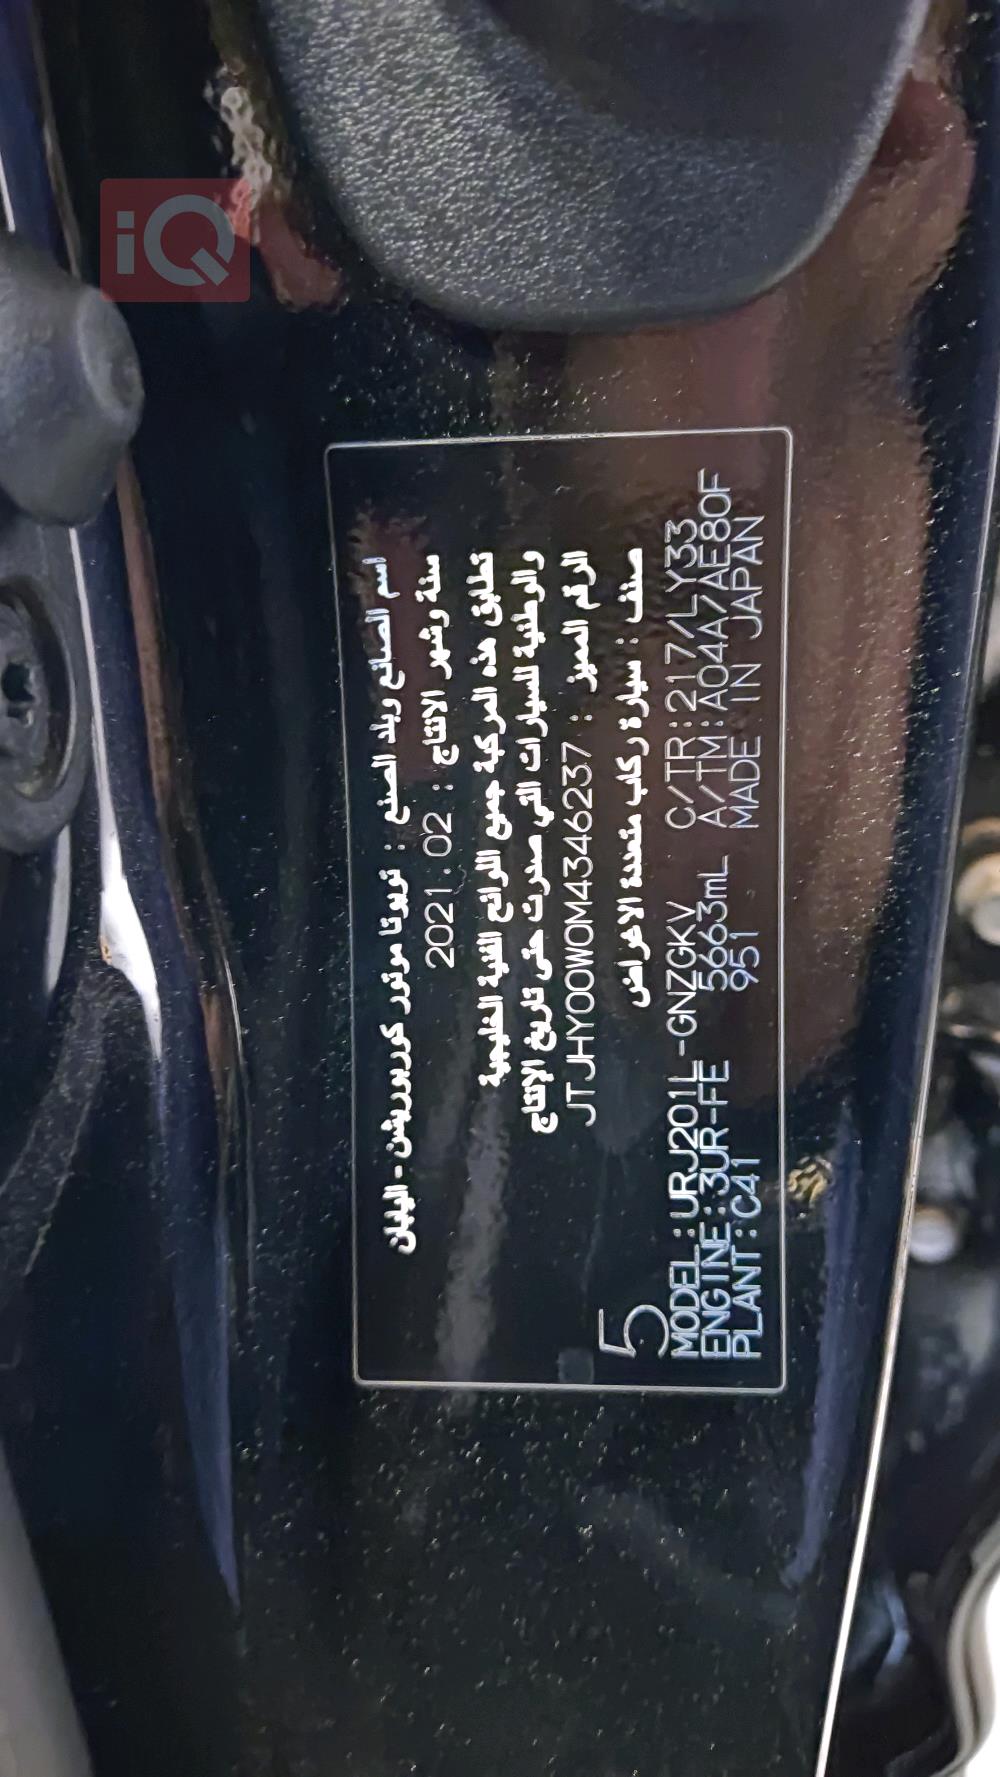 iQ
اسم الصانع وبلد الصنع : تويوتا موتور كوربوريشن - اليابان
سنة وشهر الانتاج : 2021.02
تطابق هذه المركبة جميع اللوائح الفنية الخليجية
والوطنية للسيارات التي صدرت حتى تاريخ الإنتاج
الرقم المميز : JTJHY00W0M4346237
صنف : سيارة ركاب متعددة الاغراض
5
MODEL:URJ201L-GNZGKV C/TR:217/LY33
ENGINE:3UR-FE 5663mL A/TM:A04A/AE80F
PLANT:C41 951 MADE IN JAPAN